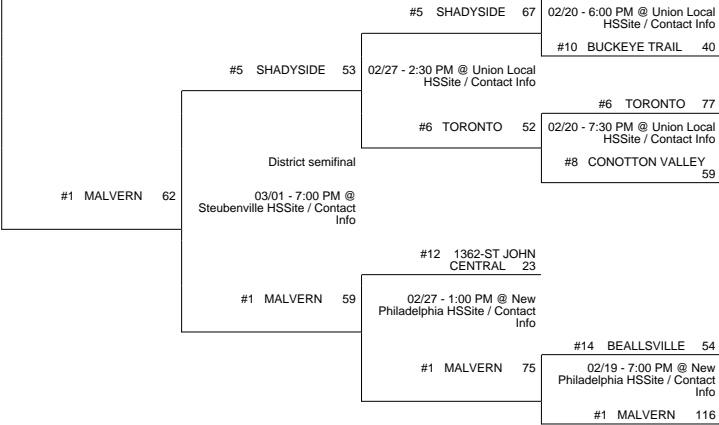 #5 SHADYSIDE 67
02/20 - 6:00 PM @ Union Local
HSSite / Contact Info
#10 BUCKEYE TRAIL 40
#5 SHADYSIDE 53
02/27 - 2:30 PM @ Union Local
HSSite / Contact Info
#6 TORONTO 77
#6 TORONTO 52
02/20 - 7:30 PM @ Union Local
HSSite / Contact Info
#8 CONOTTON VALLEY
59
District semifinal
#1 MALVERN 62
03/01 - 7:00 PM @
Steubenville HSSite / Contact
Info
#12 1362-ST JOHN
CENTRAL 23
#1 MALVERN 59
02/27 - 1:00 PM @ New
Philadelphia HSSite / Contact
Info
#14 BEALLSVILLE 54
#1 MALVERN 75
02/19 - 7:00 PM @ New
Philadelphia HSSite / Contact
Info
#1 MALVERN 116